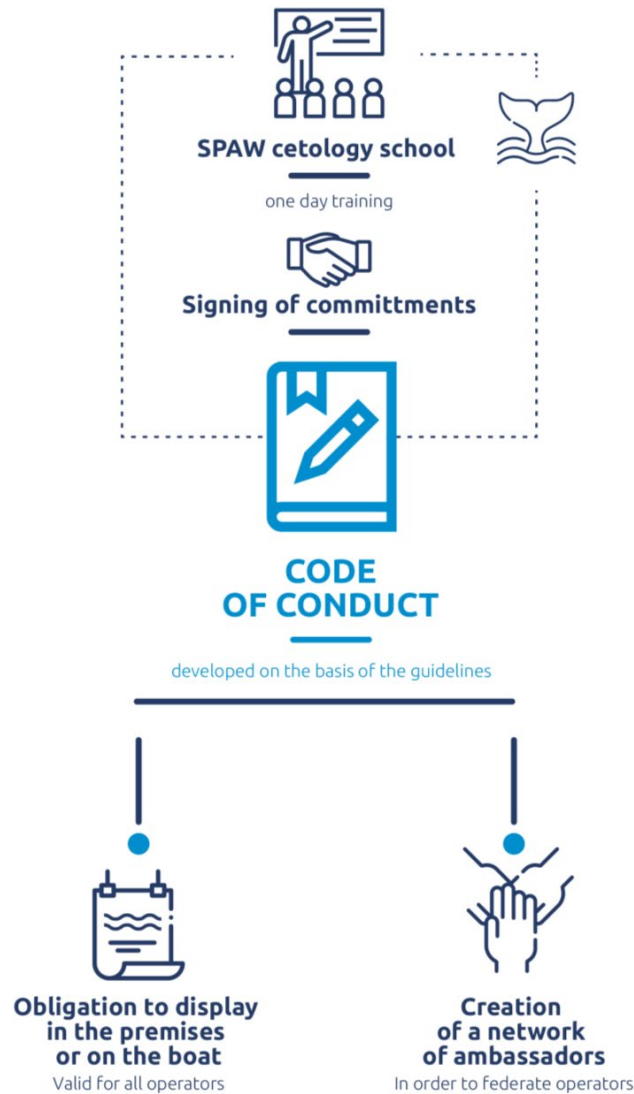 SPAW cetology school
one day training
Signing of committments
CODE
OF CONDUCT
developed on the basis of the guidelines
Obligation to display
in the premises
or on the boat
Valid for all operators
Creation
of a network
of ambassadors
In order to federate operators